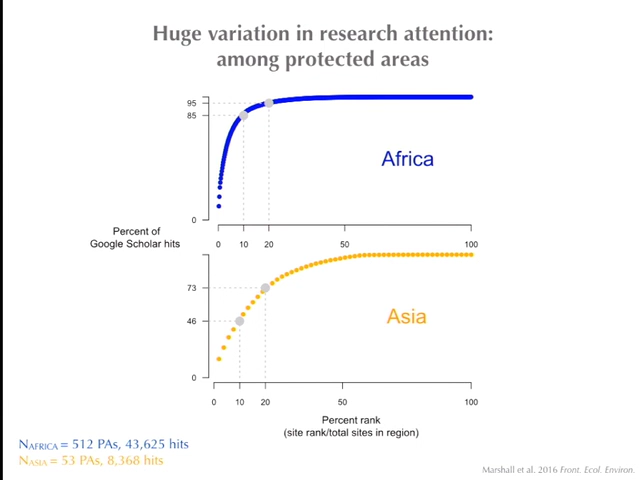 Huge variation in research attention:
among protected areas
95
85
0
Africa
Percent of
Google Scholar hits
0 10 20 50 100
73
46
0
Asia
0 10 20 50 100
Percent rank
(site rank/total sites in region)
NAFRICA = 512 PAs, 43,625 hits
NASIA = 53 PAs, 8,368 hits
Marshall et al. 2016 Front. Ecol. Environ.